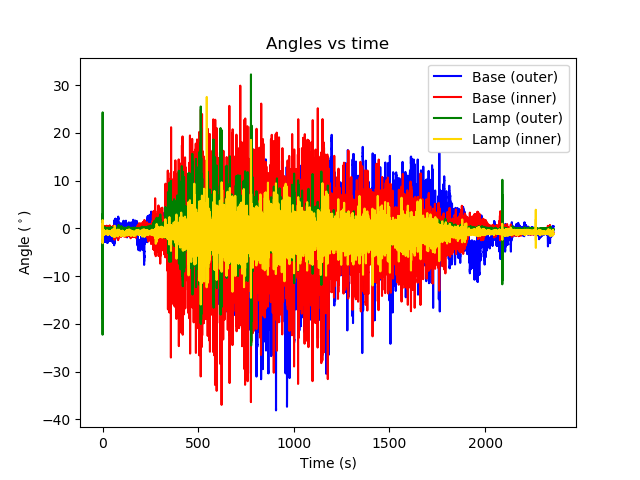 Angles vs time
Base (outer)
Base (inner)
Lamp (outer)
Lamp (inner)
30
20
10
0
−10
−20
−30
−40
Angle (°)
0 500 1000 1500 2000
Time (s)